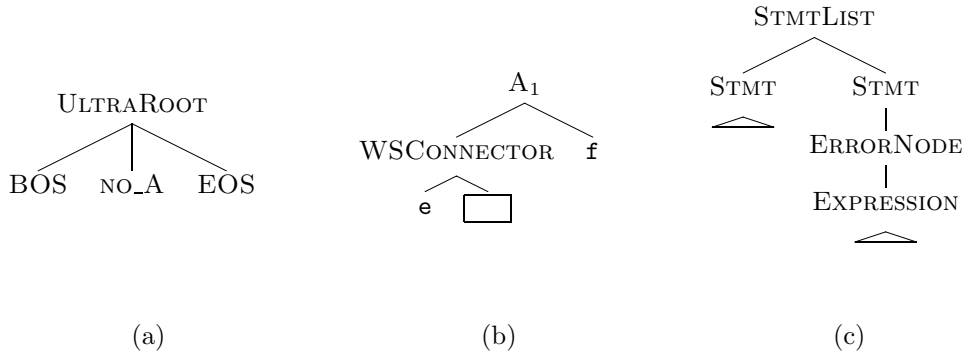 UltraRoot
BOS no_A EOS
(a)
A₁
WSConnector f
e
(b)
StmtList
Stmt Stmt
ErrorNode
Expression
(c)